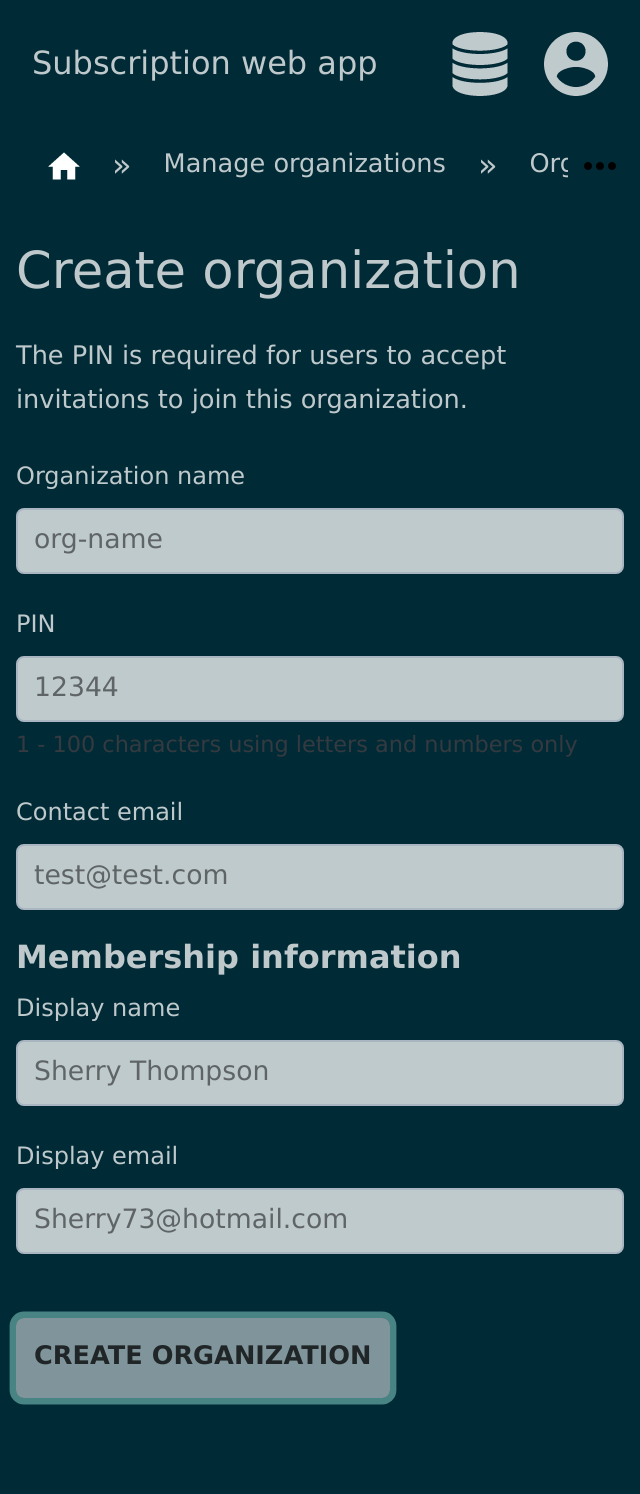 Subscription web app
» Manage organizations » Org
Create organization
The PIN is required for users to accept
invitations to join this organization.
Organization name
org-name
PIN
12344
1 - 100 characters using letters and numbers only
Contact email
test@test.com
Membership information
Display name
Sherry Thompson
Display email
Sherry73@hotmail.com
CREATE ORGANIZATION